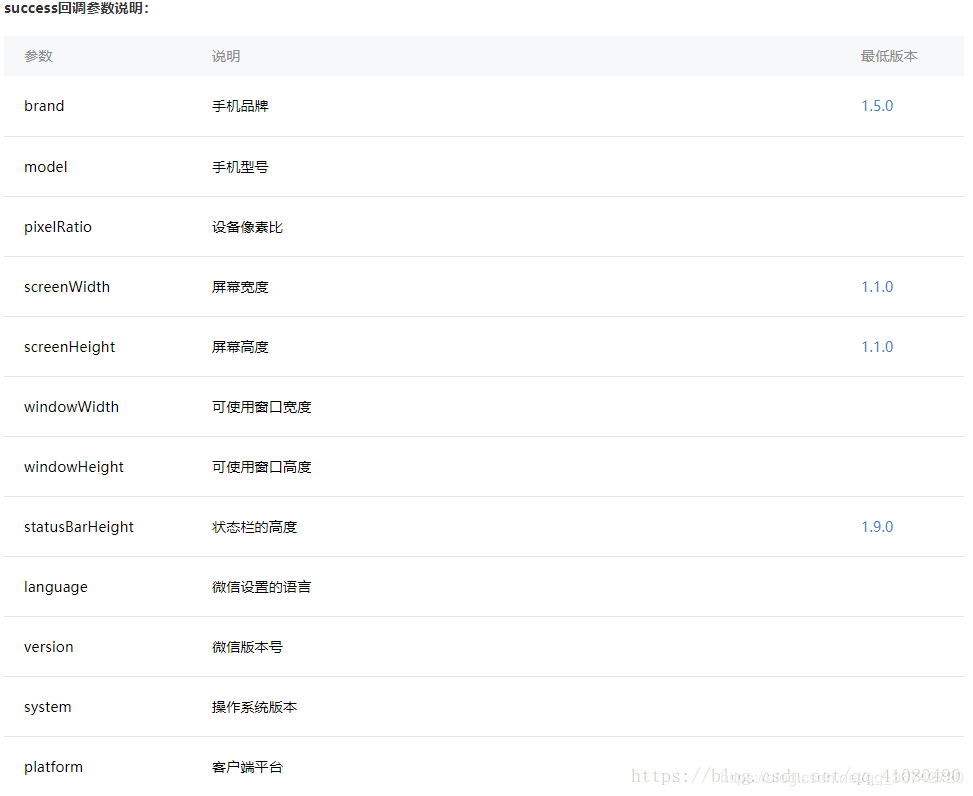 success回调参数说明：
参数 说明 最低版本
brand 手机品牌 1.5.0
model 手机型号
pixelRatio 设备像素比
screenWidth 屏幕宽度 1.1.0
screenHeight 屏幕高度 1.1.0
windowWidth 可使用窗口宽度
windowHeight 可使用窗口高度
statusBarHeight 状态栏的高度 1.9.0
language 微信设置的语言
version 微信版本号
system 操作系统版本
platform 客户端平台
https://blog.csdn.net/qq_41080490